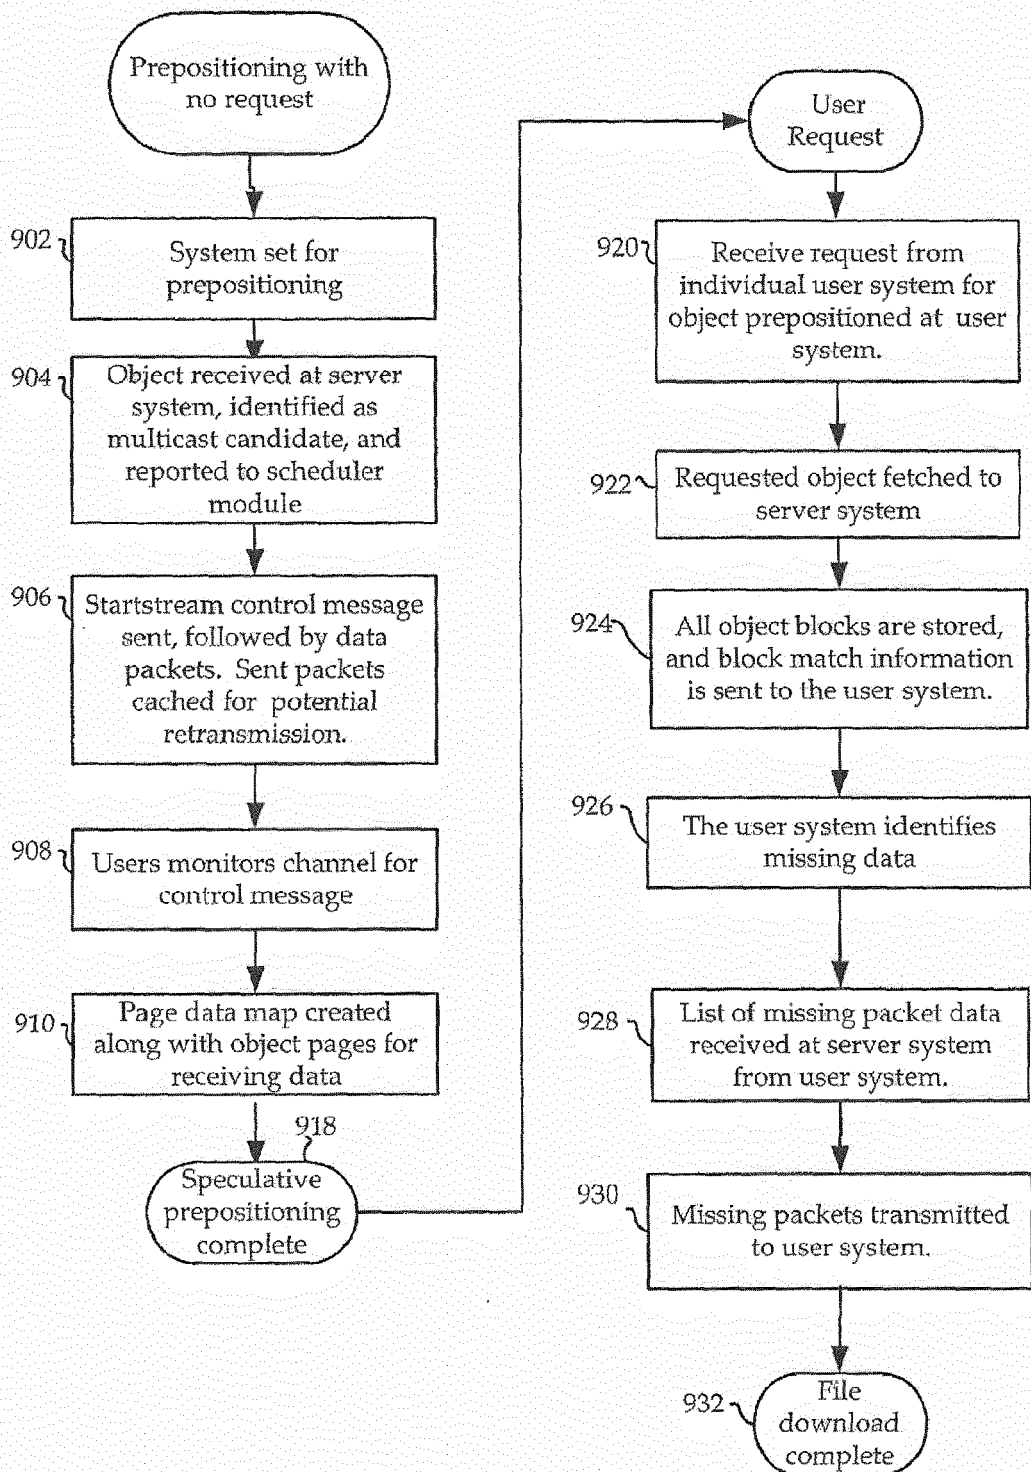 Prepositioning with
no request
902
System set for
prepositioning
904
Object received at server
system, identified as
multicast candidate, and
reported to scheduler
module
906
Startstream control message
sent, followed by data
packets. Sent packets
cached for potential
retransmission.
908
Users monitors channel for
control message
910
Page data map created
along with object pages for
receiving data
918
Speculative
prepositioning
complete
User
Request
920
Receive request from
individual user system for
object prepositioned at user
system.
922
Requested object fetched to
server system
924
All object blocks are stored,
and block match information
is sent to the user system.
926
The user system identifies
missing data
928
List of missing packet data
received at server system
from user system.
930
Missing packets transmitted
to user system.
932
File
download
complete